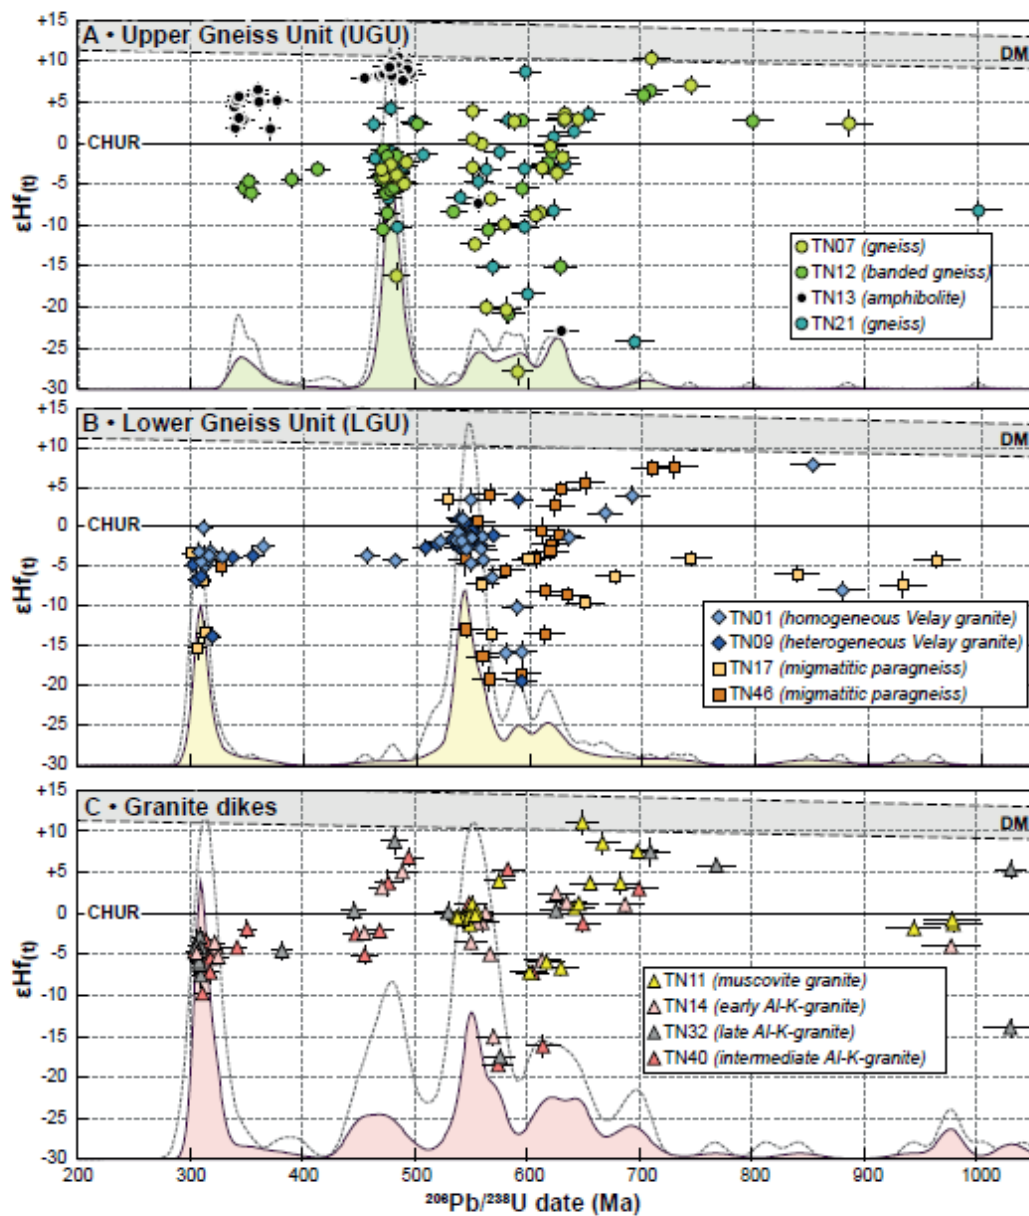 +15
A • Upper Gneiss Unit (UGU)
+10
DM
+5
0
CHUR
-5
-10
-15
-20
-25
-30
εHf(t)
TN07 (gneiss)
TN12 (banded gneiss)
TN13 (amphibolite)
TN21 (gneiss)
+15
B • Lower Gneiss Unit (LGU)
+10
DM
+5
0
CHUR
-5
-10
-15
-20
-25
-30
εHf(t)
TN01 (homogeneous Velay granite)
TN09 (heterogeneous Velay granite)
TN17 (migmatitic paragneiss)
TN46 (migmatitic paragneiss)
+15
C • Granite dikes
+10
DM
+5
0
CHUR
-5
-10
-15
-20
-25
-30
εHf(t)
TN11 (muscovite granite)
TN14 (early Al-K-granite)
TN32 (late Al-K-granite)
TN40 (intermediate Al-K-granite)
200 300 400 500 600 700 800 900 1000
²⁰⁶Pb/²³⁸U date (Ma)